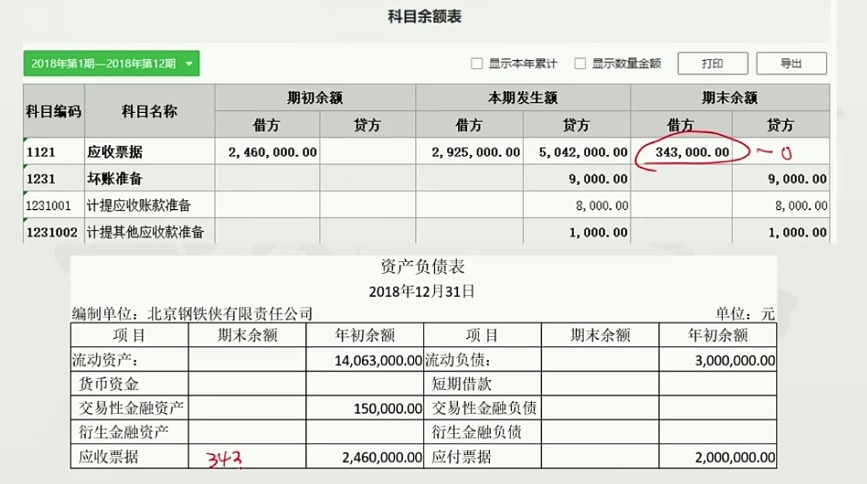 科目余额表
2018年第1期—2018年第12期 显示本年累计 显示数量金额 打印 导出
科目编码 科目名称 期初余额 本期发生额 期末余额
借方 贷方 借方 贷方 借方 贷方
1121 应收票据 2,460,000.00 2,925,000.00 5,042,000.00 343,000.00 - 0
1231 坏账准备 9,000.00 9,000.00
1231001 计提应收账款准备 8,000.00 8,000.00
1231002 计提其他应收款准备 1,000.00 1,000.00
资产负债表
2018年12月31日
编制单位：北京钢铁侠有限责任公司 单位：元
项目 期末余额 年初余额 项目 期末余额 年初余额
流动资产： 14,063,000.00 流动负债： 3,000,000.00
货币资金 短期借款
交易性金融资产 150,000.00 交易性金融负债
衍生金融资产 衍生金融负债
应收票据 343 2,460,000.00 应付票据 2,000,000.00